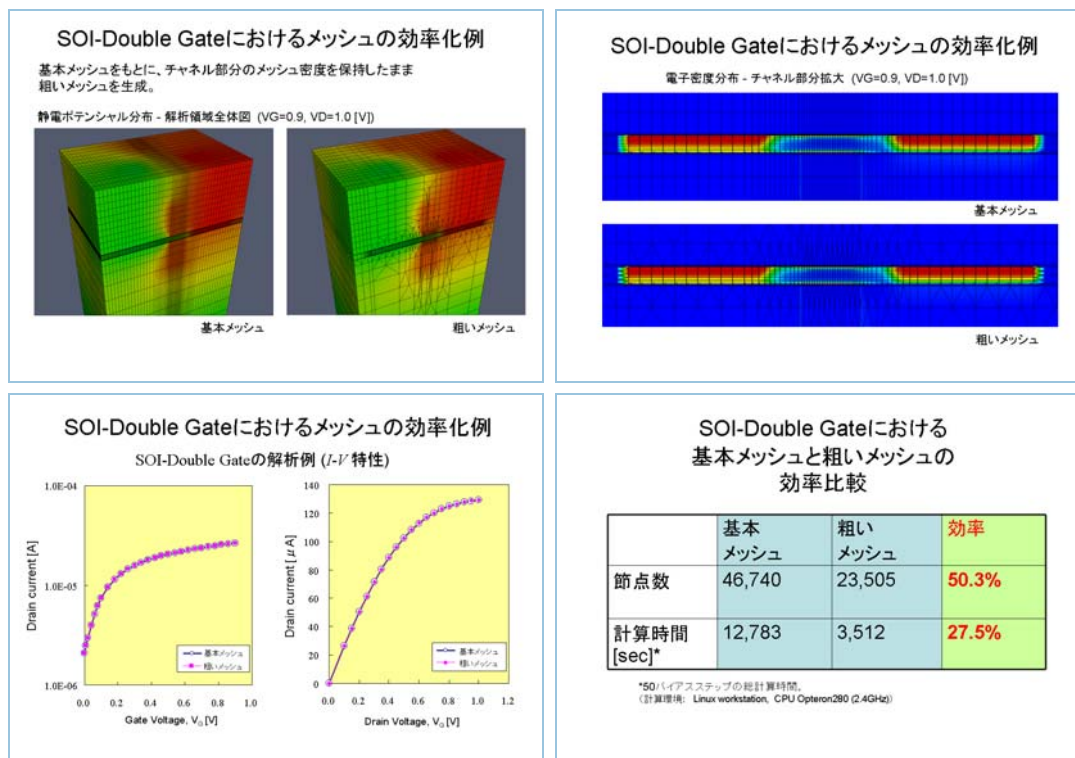 SOI-Double Gateにおけるメッシュの効率化例
基本メッシュをもとに、チャネル部分のメッシュ密度を保持したまま
粗いメッシュを生成。
静電ポテンシャル分布 - 解析領域全体図 (VG=0.9, VD=1.0 [V])
基本メッシュ
粗いメッシュ
SOI-Double Gateにおけるメッシュの効率化例
電子密度分布 - チャネル部分拡大 (VG=0.9, VD=1.0 [V])
基本メッシュ
粗いメッシュ
SOI-Double Gateにおけるメッシュの効率化例
SOI-Double Gateの解析例 (I-V 特性)
Drain current [A]
1.0E-04
1.0E-05
1.0E-06
0.0 0.2 0.4 0.6 0.8 1.0
Gate Voltage, VG [V]
基本メッシュ
粗いメッシュ
Drain current [μA]
140
120
100
80
60
40
20
0
0.0 0.2 0.4 0.6 0.8 1.0 1.2
Drain Voltage, VG [V]
基本メッシュ
粗いメッシュ
SOI-Double Gateにおける
基本メッシュと粗いメッシュの
効率比較
基本メッシュ 粗いメッシュ 効率
節点数 46,740 23,505 50.3%
計算時間[sec]* 12,783 3,512 27.5%
*50バイアスステップの総計算時間。
(計算環境: Linux workstation, CPU Opteron280 (2.4GHz))